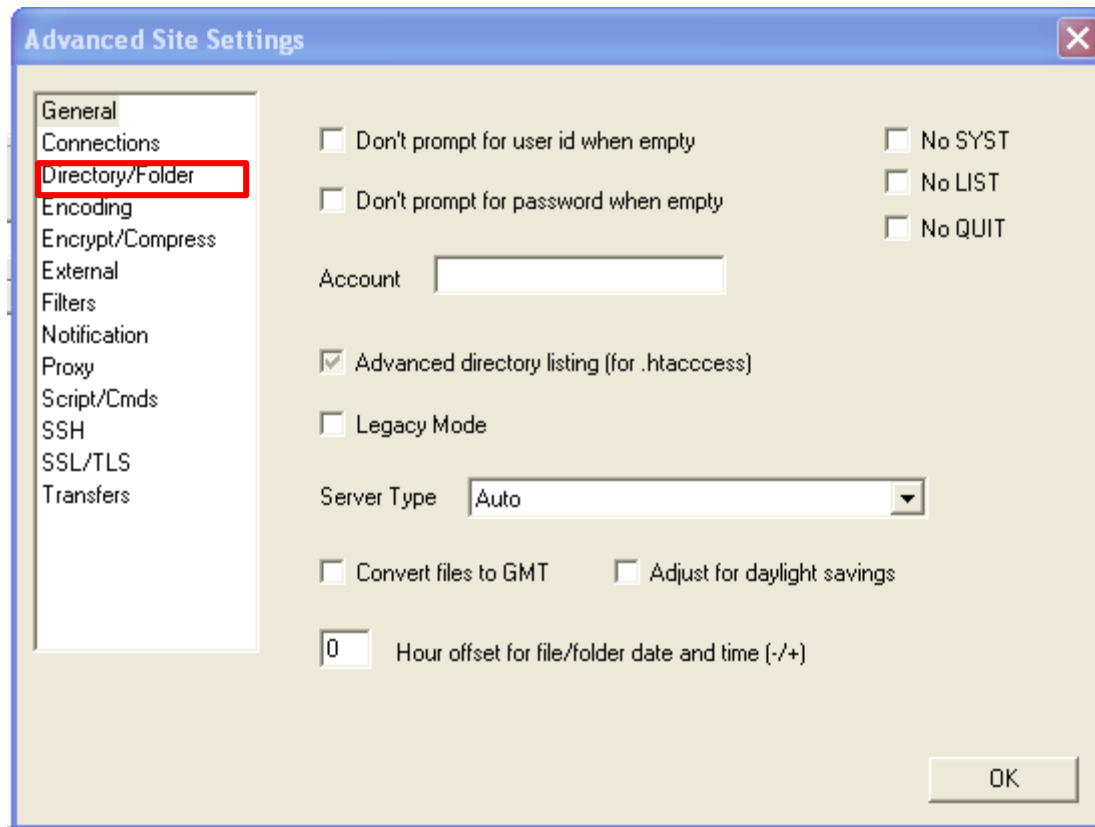 Advanced Site Settings
General
Connections
Directory/Folder
Encoding
Encrypt/Compress
External
Filters
Notification
Proxy
Script/Cmds
SSH
SSL/TLS
Transfers
Don't prompt for user id when empty
No SYST
Don't prompt for password when empty
No LIST
No QUIT
Account
Advanced directory listing (for .htacccess)
Legacy Mode
Server Type Auto
Convert files to GMT
Adjust for daylight savings
0 Hour offset for file/folder date and time (-/+)
OK